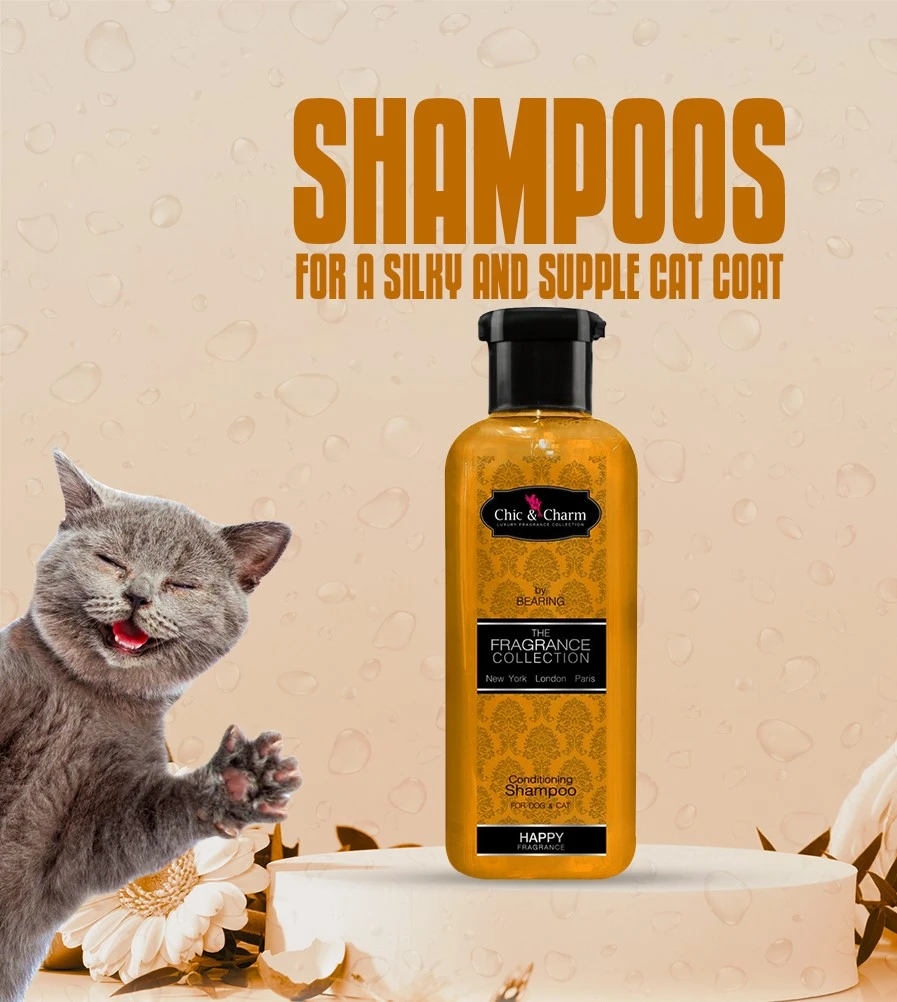 SHAMPOOS
FOR A SILKY AND SUPPLE CAT COAT
Chic & Charm
LUXURY FRAGRANCE COLLECTION
by
BEARING
THE
FRAGRANCE
COLLECTION
New York London Paris
Conditioning
Shampoo
FOR DOG & CAT
HAPPY
FRAGRANCE